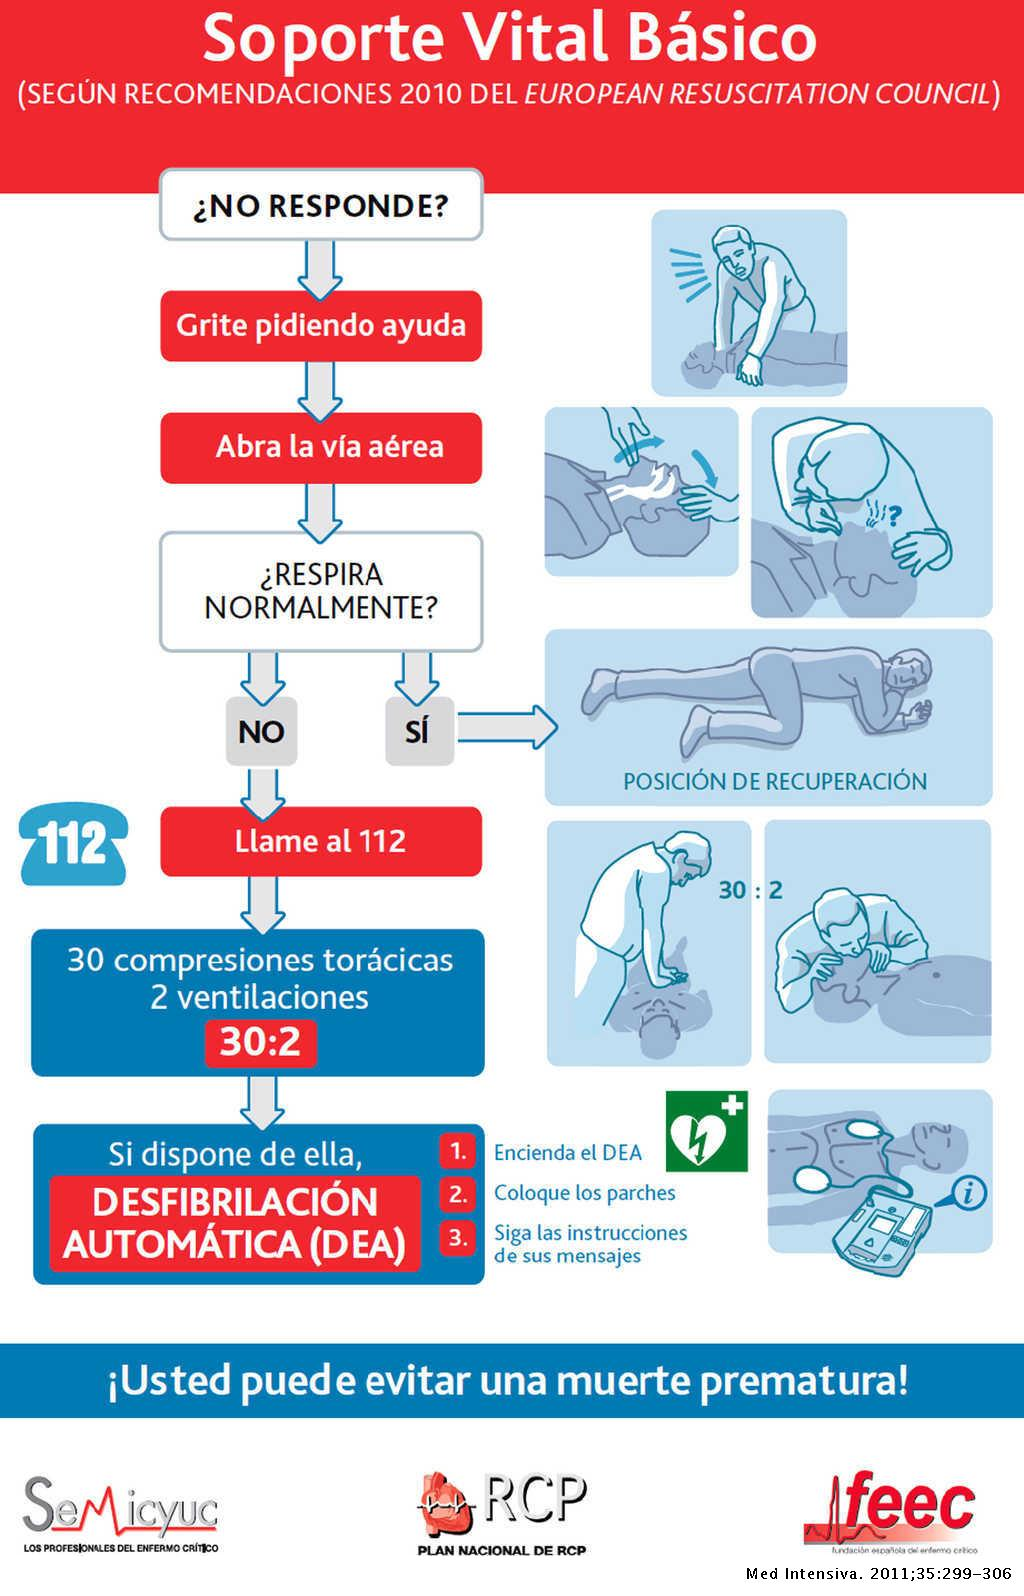 Soporte Vital Básico
(SEGÚN RECOMENDACIONES 2010 DEL EUROPEAN RESUSCITATION COUNCIL)
¿NO RESPONDE?
Grite pidiendo ayuda
Abra la vía aérea
?
¿RESPIRA
NORMALMENTE?
NO
SÍ
POSICIÓN DE RECUPERACIÓN
112
Llame al 112
30 : 2
30 compresiones torácicas
2 ventilaciones
30:2
Si dispone de ella,
DESFIBRILACIÓN
AUTOMÁTICA (DEA)
1. Encienda el DEA
2. Coloque los parches
3. Siga las instrucciones
de sus mensajes
i
¡Usted puede evitar una muerte prematura!
SeMicyuc
LOS PROFESIONALES DEL ENFERMO CRÍTICO
RCP
PLAN NACIONAL DE RCP
feec
fundación española del enfermo crítico
Med Intensiva. 2011;35:299–306